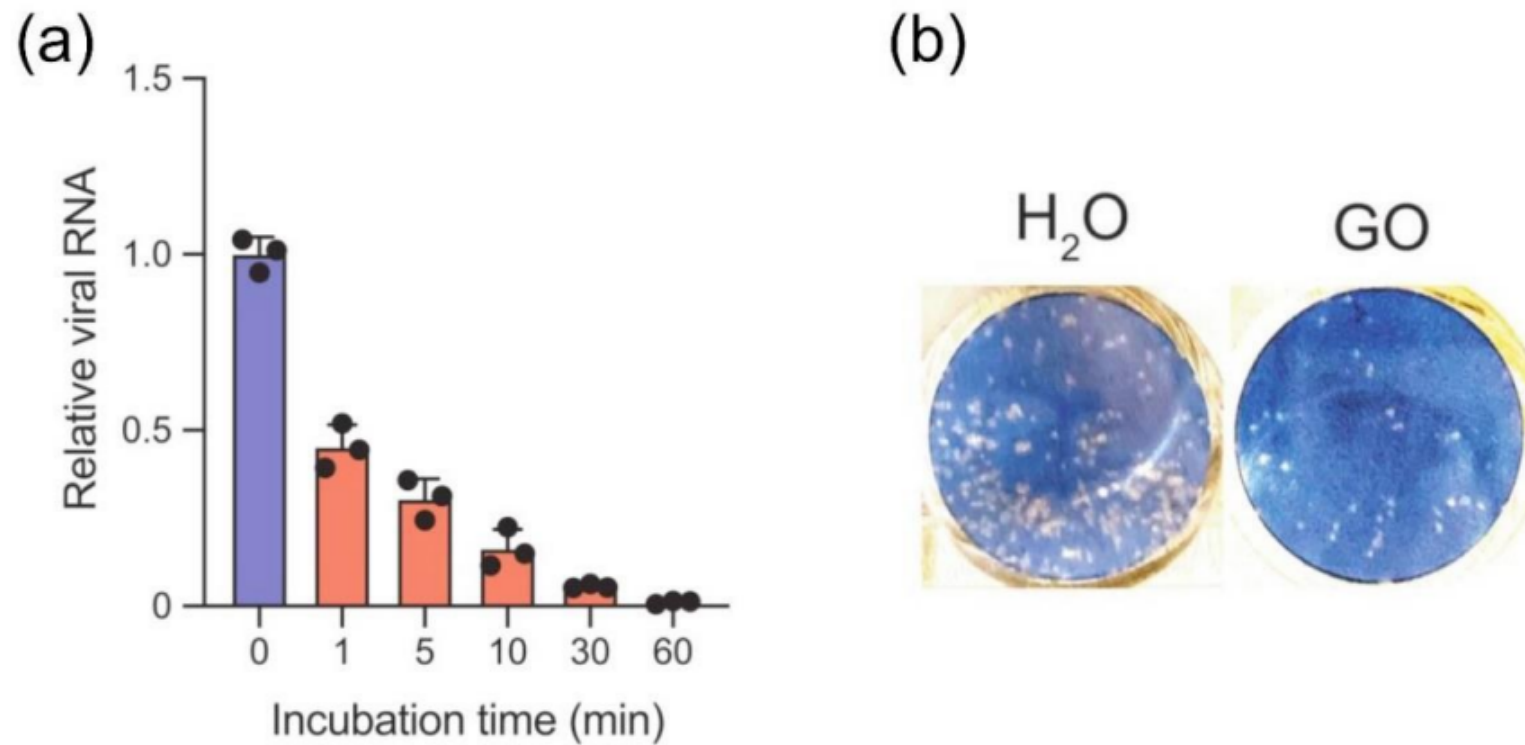 (a)
1.5
1.0
0.5
0
Relative viral RNA
0 1 5 10 30 60
Incubation time (min)
(b)
H₂O
GO